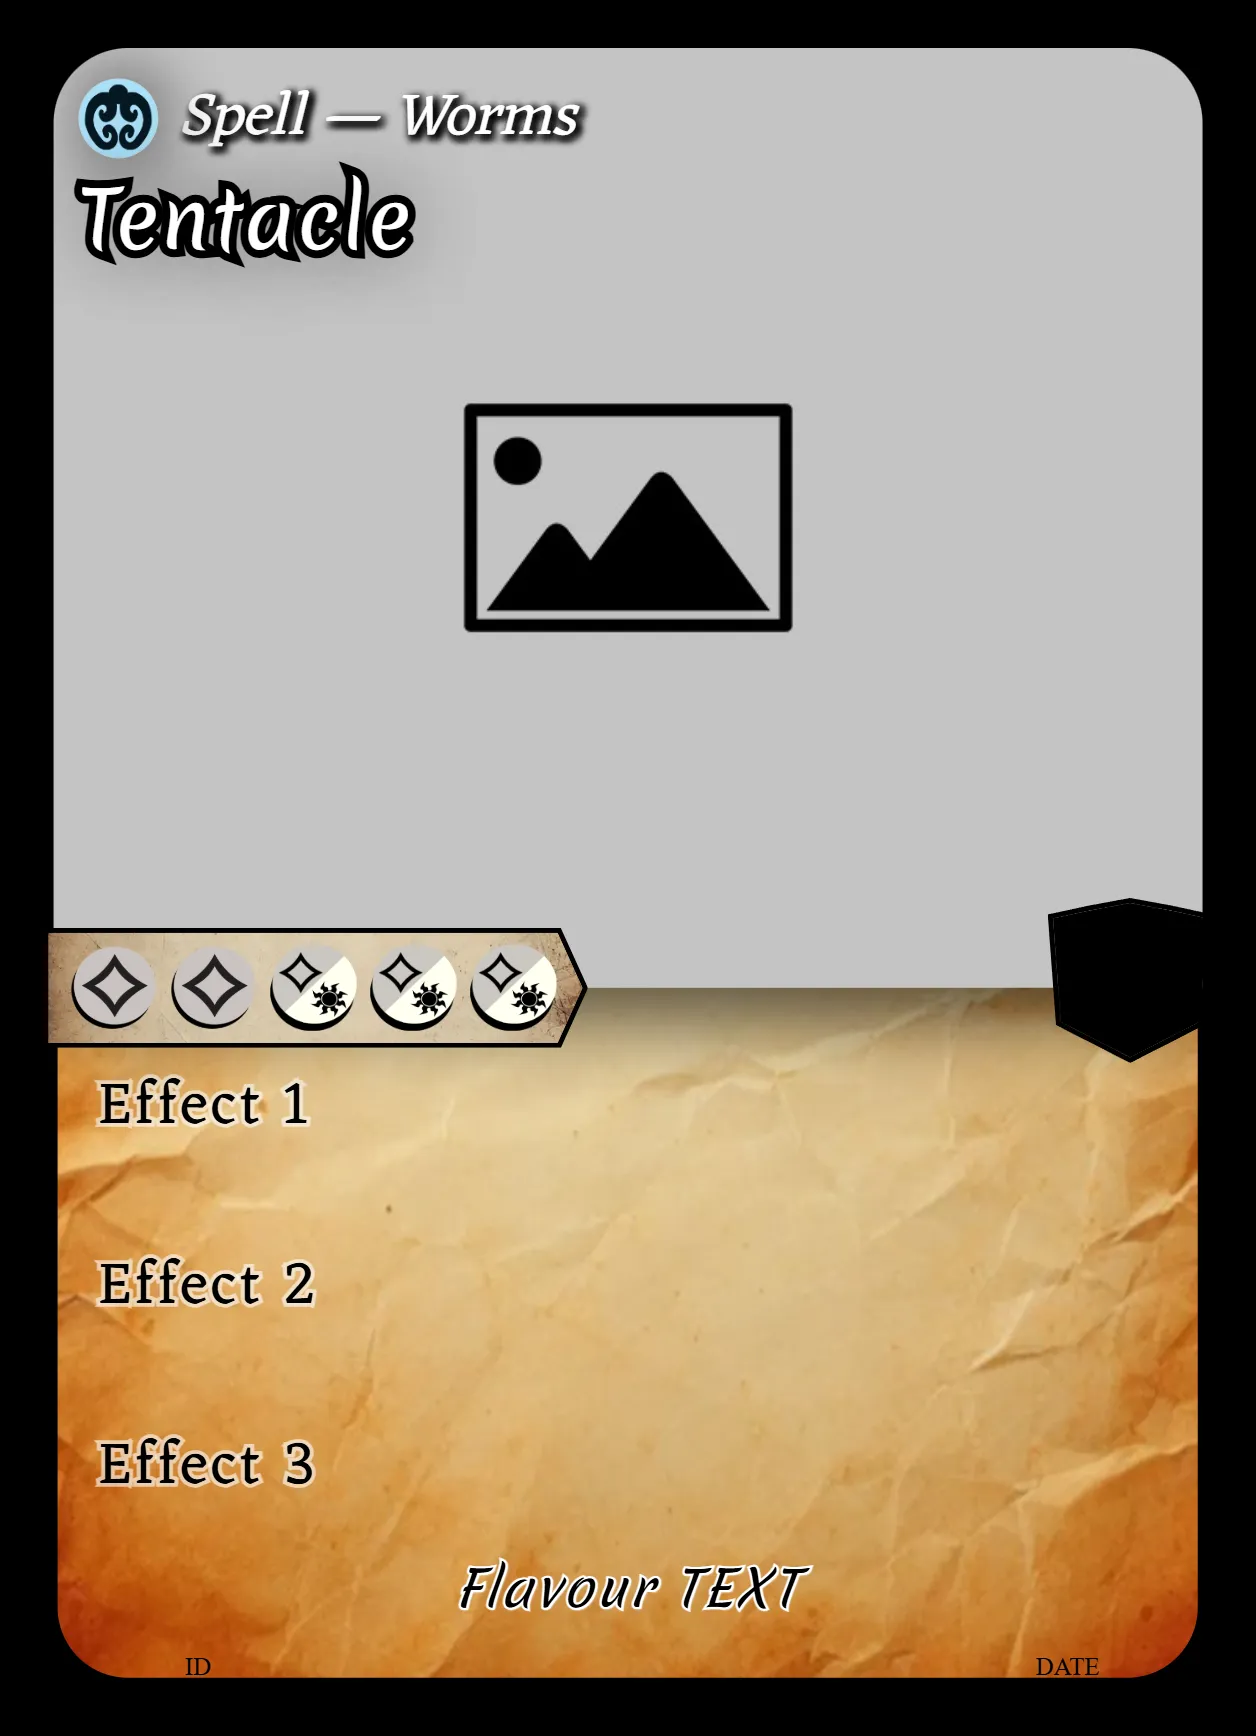 Spell — Worms
Tentacle
Effect 1
Effect 2
Effect 3
Flavour TEXT
ID
DATE